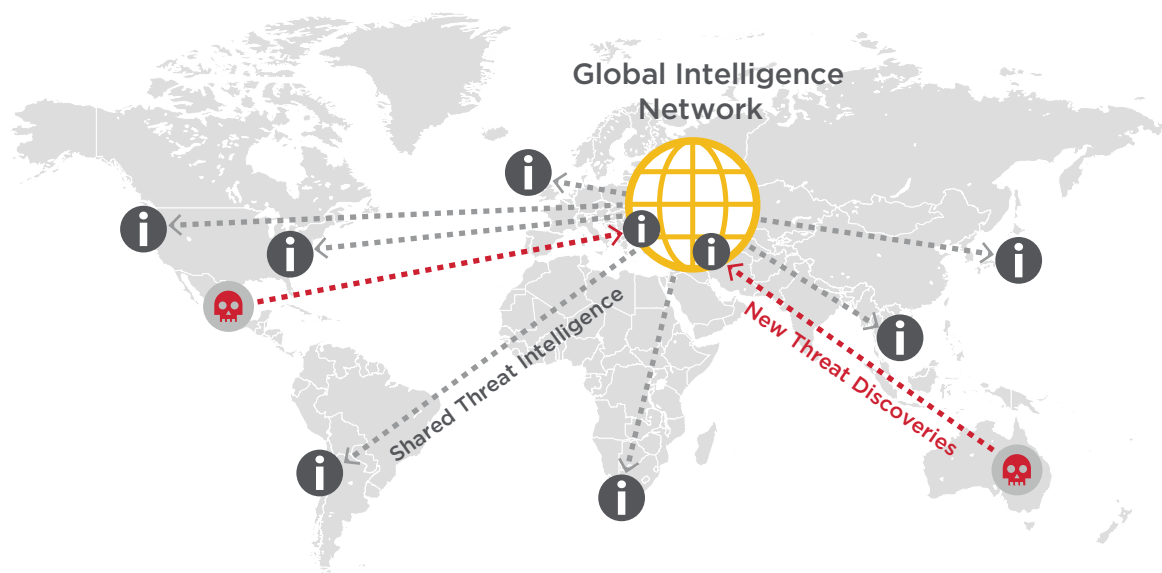 Global Intelligence
Network
i
i
i
i
i
Shared Threat Intelligence
New Threat Discoveries
i
i
i
i